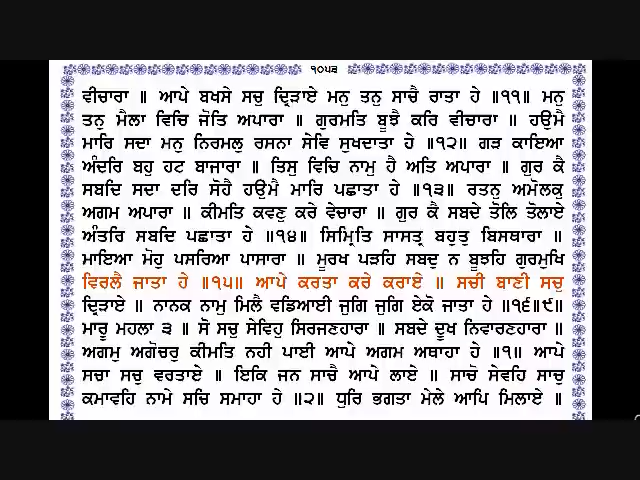 ੧੦੫੩
ਵੀਚਾਰਾ ॥ ਆਪੇ ਬਖਸੇ ਸਚੁ ਦ੍ਰਿੜਾਏ ਮਨੁ ਤਨੁ ਸਾਚੈ ਰਾਤਾ ਹੇ ॥੧੧॥ ਮਨੁ
ਤਨੁ ਮੈਲਾ ਵਿਚਿ ਜੋਤਿ ਅਪਾਰਾ ॥ ਗੁਰਮਤਿ ਬੂਝੈ ਕਰਿ ਵੀਚਾਰਾ ॥ ਹਉਮੈ
ਮਾਰਿ ਸਦਾ ਮਨੁ ਨਿਰਮਲੁ ਰਸਨਾ ਸੇਵਿ ਸੁਖਦਾਤਾ ਹੇ ॥੧੨॥ ਗੜ ਕਾਇਆ
ਅੰਦਰਿ ਬਹੁ ਹਟ ਬਾਜਾਰਾ ॥ ਤਿਸੁ ਵਿਚਿ ਨਾਮੁ ਹੈ ਅਤਿ ਅਪਾਰਾ ॥ ਗੁਰ ਕੈ
ਸਬਦਿ ਸਦਾ ਦਰਿ ਸੋਹੈ ਹਉਮੈ ਮਾਰਿ ਪਛਾਤਾ ਹੇ ॥੧੩॥ ਰਤਨੁ ਅਮੋਲਕੁ
ਅਗਮ ਅਪਾਰਾ ॥ ਕੀਮਤਿ ਕਵਣੁ ਕਰੇ ਵੇਚਾਰਾ ॥ ਗੁਰ ਕੈ ਸਬਦੇ ਤੋਲਿ ਤੋਲਾਏ
ਅੰਤਰਿ ਸਬਦਿ ਪਛਾਤਾ ਹੇ ॥੧੪॥ ਸਿਮ੍ਰਿਤਿ ਸਾਸਤ੍ਰ ਬਹੁਤੁ ਬਿਸਥਾਰਾ ॥
ਮਾਇਆ ਮੋਹੁ ਪਸਰਿਆ ਪਾਸਾਰਾ ॥ ਮੂਰਖ ਪੜਹਿ ਸਬਦੁ ਨ ਬੂਝਹਿ ਗੁਰਮੁਖਿ
ਵਿਰਲੈ ਜਾਤਾ ਹੇ ॥੧੫॥ ਆਪੇ ਕਰਤਾ ਕਰੇ ਕਰਾਏ ॥ ਸਚੀ ਬਾਣੀ ਸਚੁ
ਦ੍ਰਿੜਾਏ ॥ ਨਾਨਕ ਨਾਮੁ ਮਿਲੈ ਵਡਿਆਈ ਜੁਗਿ ਜੁਗਿ ਏਕੋ ਜਾਤਾ ਹੇ ॥੧੬॥੯॥
ਮਾਰੂ ਮਹਲਾ ੩ ॥ ਸੋ ਸਚੁ ਸੇਵਿਹੁ ਸਿਰਜਣਹਾਰਾ ॥ ਸਬਦੇ ਦੂਖ ਨਿਵਾਰਣਹਾਰਾ ॥
ਅਗਮੁ ਅਗੋਚਰੁ ਕੀਮਤਿ ਨਹੀ ਪਾਈ ਆਪੇ ਅਗਮ ਅਥਾਹਾ ਹੇ ॥੧॥ ਆਪੇ
ਸਚਾ ਸਚੁ ਵਰਤਾਏ ॥ ਇਕਿ ਜਨ ਸਾਚੈ ਆਪੇ ਲਾਏ ॥ ਸਾਚੋ ਸੇਵਹਿ ਸਾਚੁ
ਕਮਾਵਹਿ ਨਾਮੇ ਸਚਿ ਸਮਾਹਾ ਹੇ ॥੨॥ ਧੁਰਿ ਭਗਤਾ ਮੇਲੇ ਆਪਿ ਮਿਲਾਏ ॥